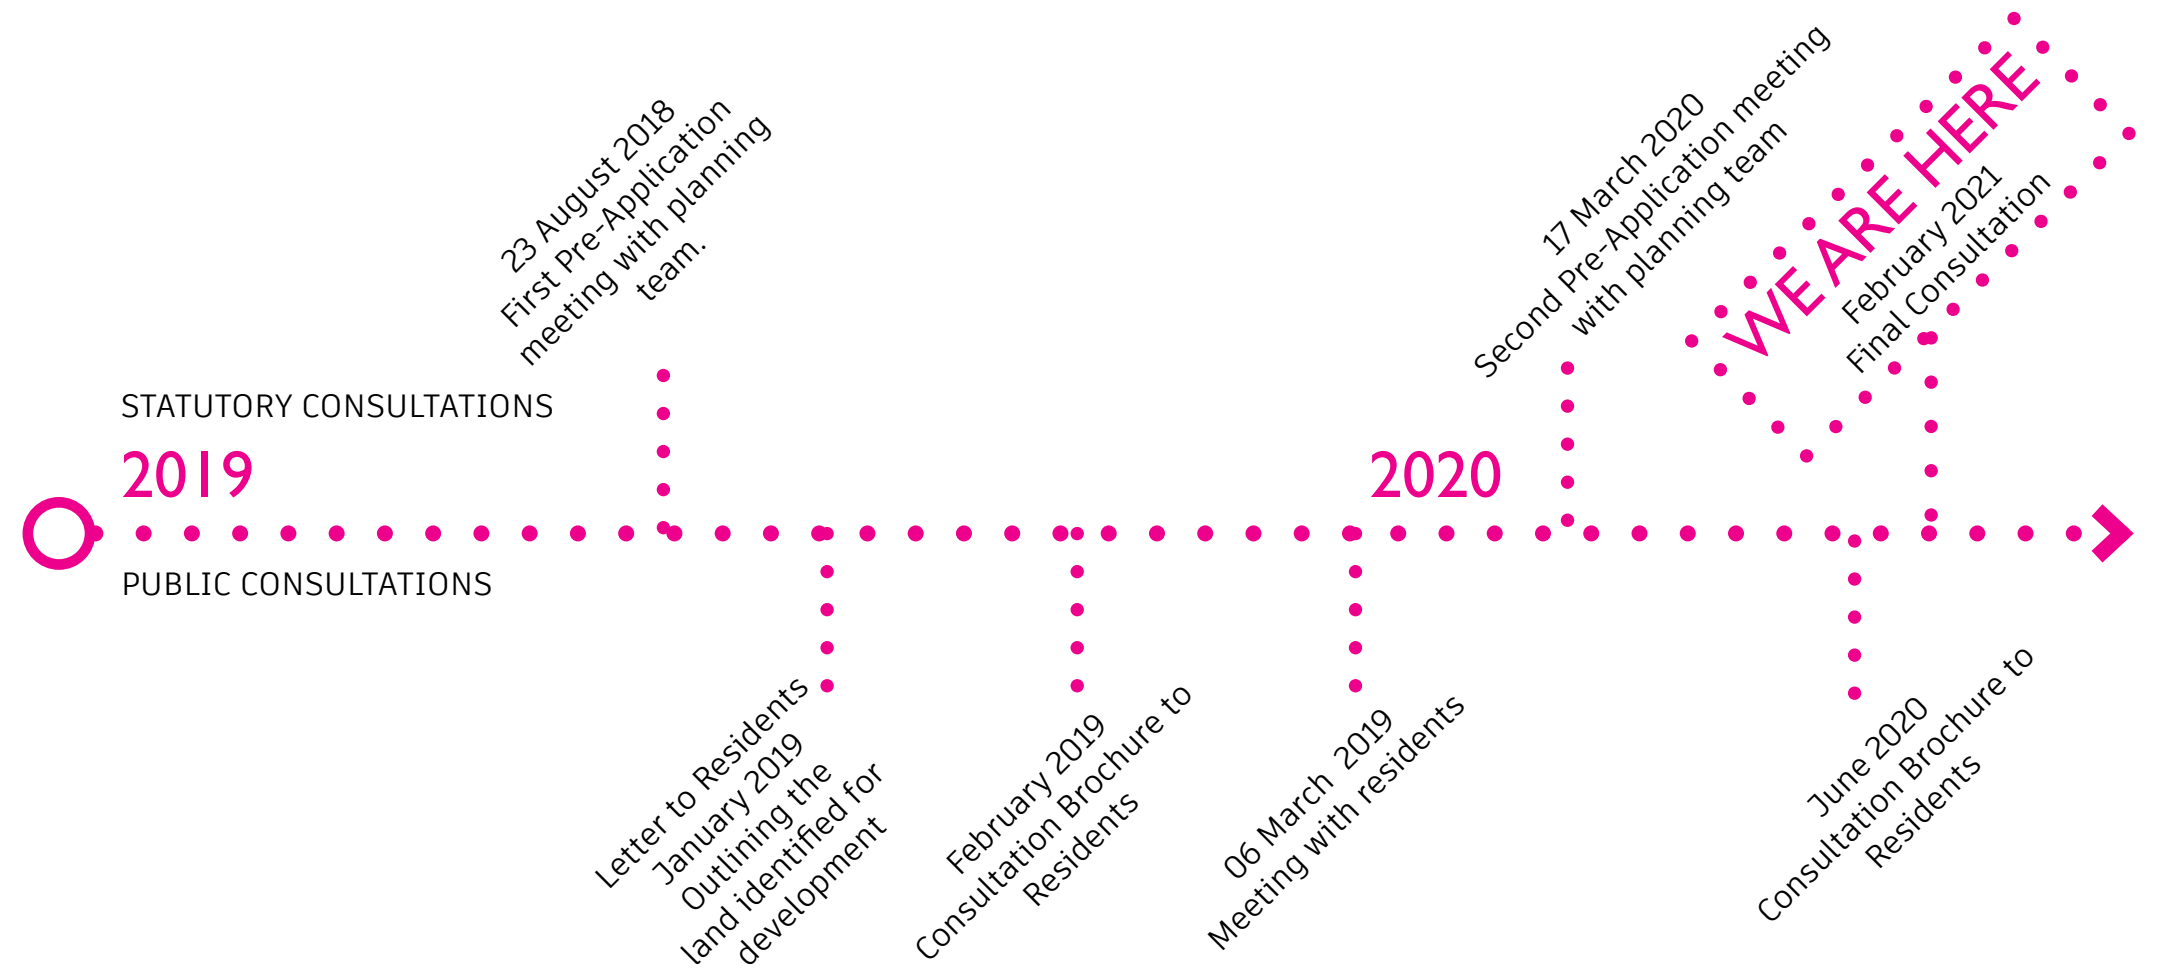 23 August 2018
First Pre-Application
meeting with planning
team.
17 March 2020
Second Pre-Application meeting
with planning team
WE ARE HERE
February 2021
Final Consultation
STATUTORY CONSULTATIONS
2019
2020
PUBLIC CONSULTATIONS
Letter to Residents
January 2019
Outlining the
land identified for
development
February 2019
Consultation Brochure to
Residents
06 March 2019
Meeting with residents
June 2020
Consultation Brochure to
Residents